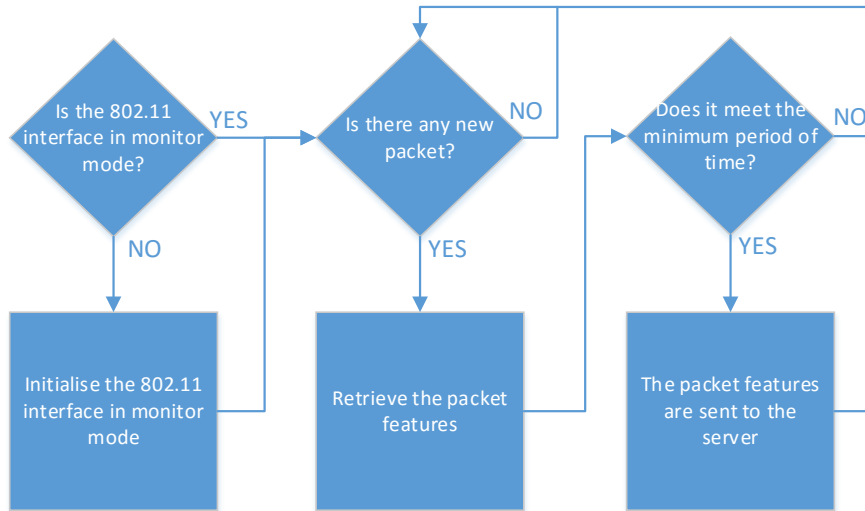 Is the 802.11
interface in monitor
mode?
YES
NO
Is there any new
packet?
NO
YES
Does it meet the
minimum period of
time?
NO
YES
Initialise the 802.11
interface in monitor
mode
Retrieve the packet
features
The packet features
are sent to the
server